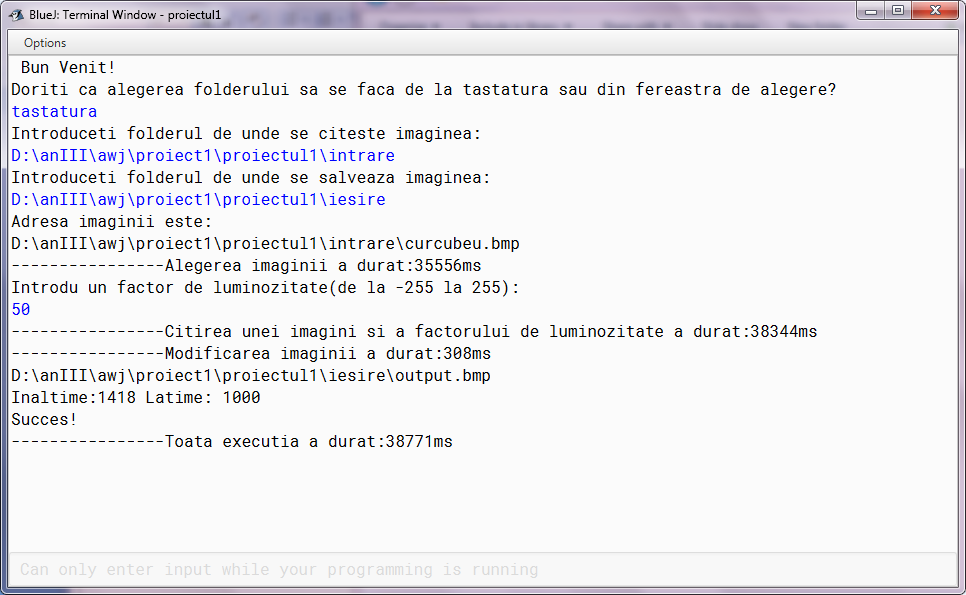 BlueJ: Terminal Window - proiectul1
Options
Bun Venit!
Doriti ca alegerea folderului sa se faca de la tastatura sau din fereastra de alegere?
tastatura
Introduceti folderul de unde se citeste imaginea:
D:\anIII\awj\proiect1\proiectul1\intrare
Introduceti folderul de unde se salveaza imaginea:
D:\anIII\awj\proiect1\proiectul1\iesire
Adresa imaginii este:
D:\anIII\awj\proiect1\proiectul1\intrare\curcubeu.bmp
----------------Alegerea imaginii a durat:35556ms
Introdu un factor de luminozitate(de la -255 la 255):
50
----------------Citirea unei imagini si a factorului de luminozitate a durat:38344ms
----------------Modificarea imaginii a durat:308ms
D:\anIII\awj\proiect1\proiectul1\iesire\output.bmp
Inaltime:1418 Latime: 1000
Succes!
----------------Toata executia a durat:38771ms
Can only enter input while your programming is running